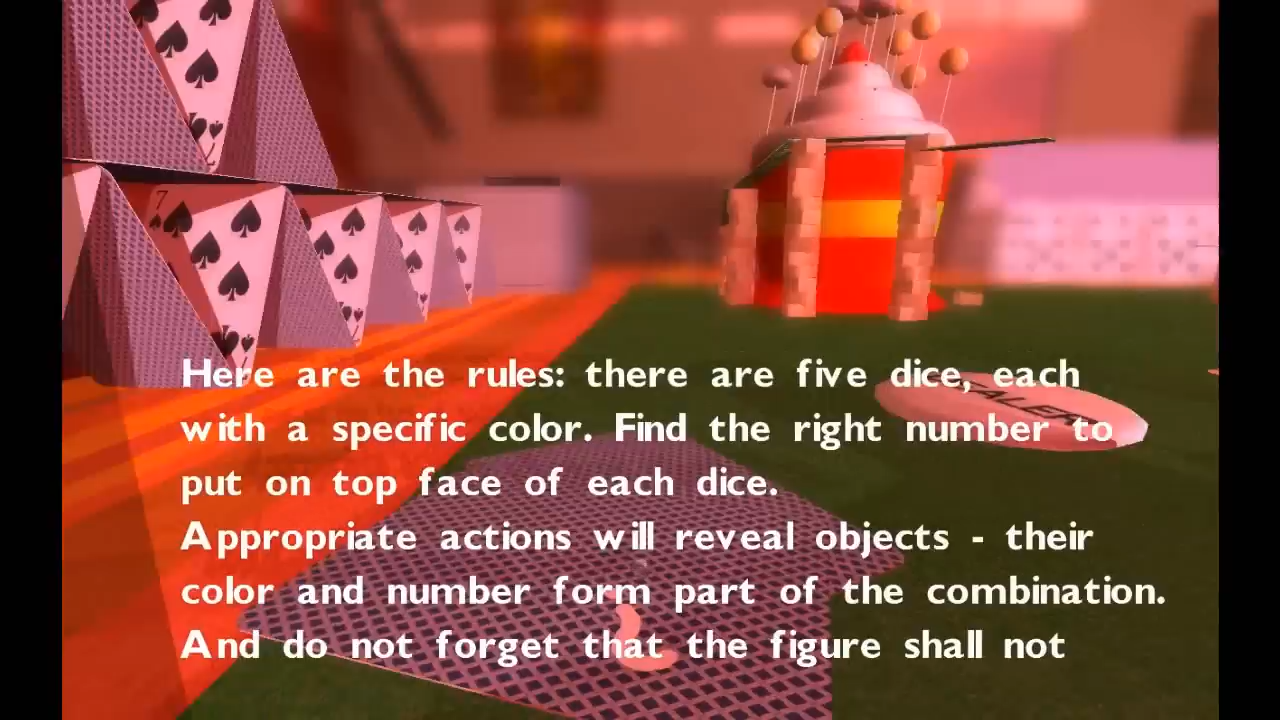 7
DEALER
Here are the rules: there are five dice, each
with a specific color. Find the right number to
put on top face of each dice.
Appropriate actions will reveal objects - their
color and number form part of the combination.
And do not forget that the figure shall not